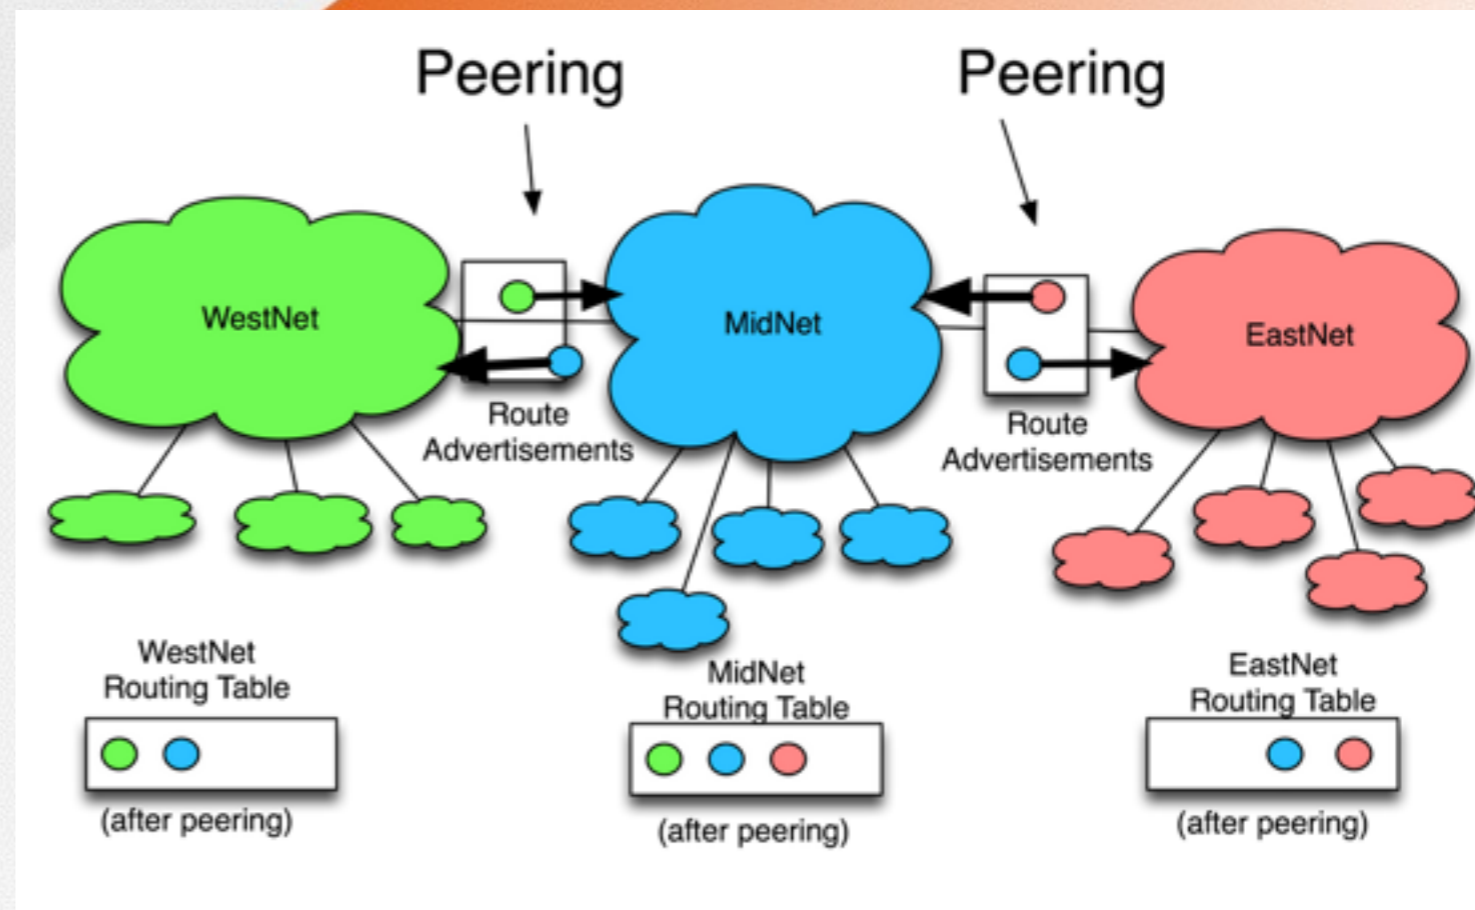 Peering
Peering
WestNet
MidNet
EastNet
Route
Advertisements
Route
Advertisements
WestNet
Routing Table
(after peering)
MidNet
Routing Table
(after peering)
EastNet
Routing Table
(after peering)